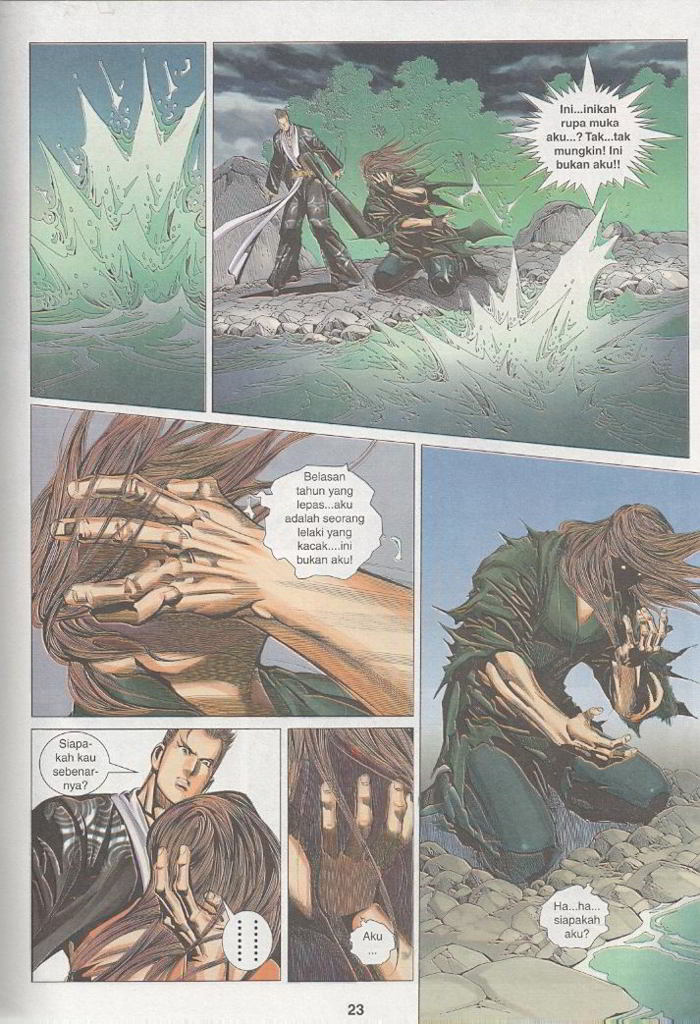 Ini...inikah
rupa muka
aku...? Tak...tak
mungkin! Ini
bukan aku!!
Belasan
tahun yang
lepas...aku
adalah seorang
lelaki yang
kacak....ini
bukan aku!
Ha...ha...
siapakah
aku?
Siapa-
kah kau
sebenar-
nya?
Aku
...
23